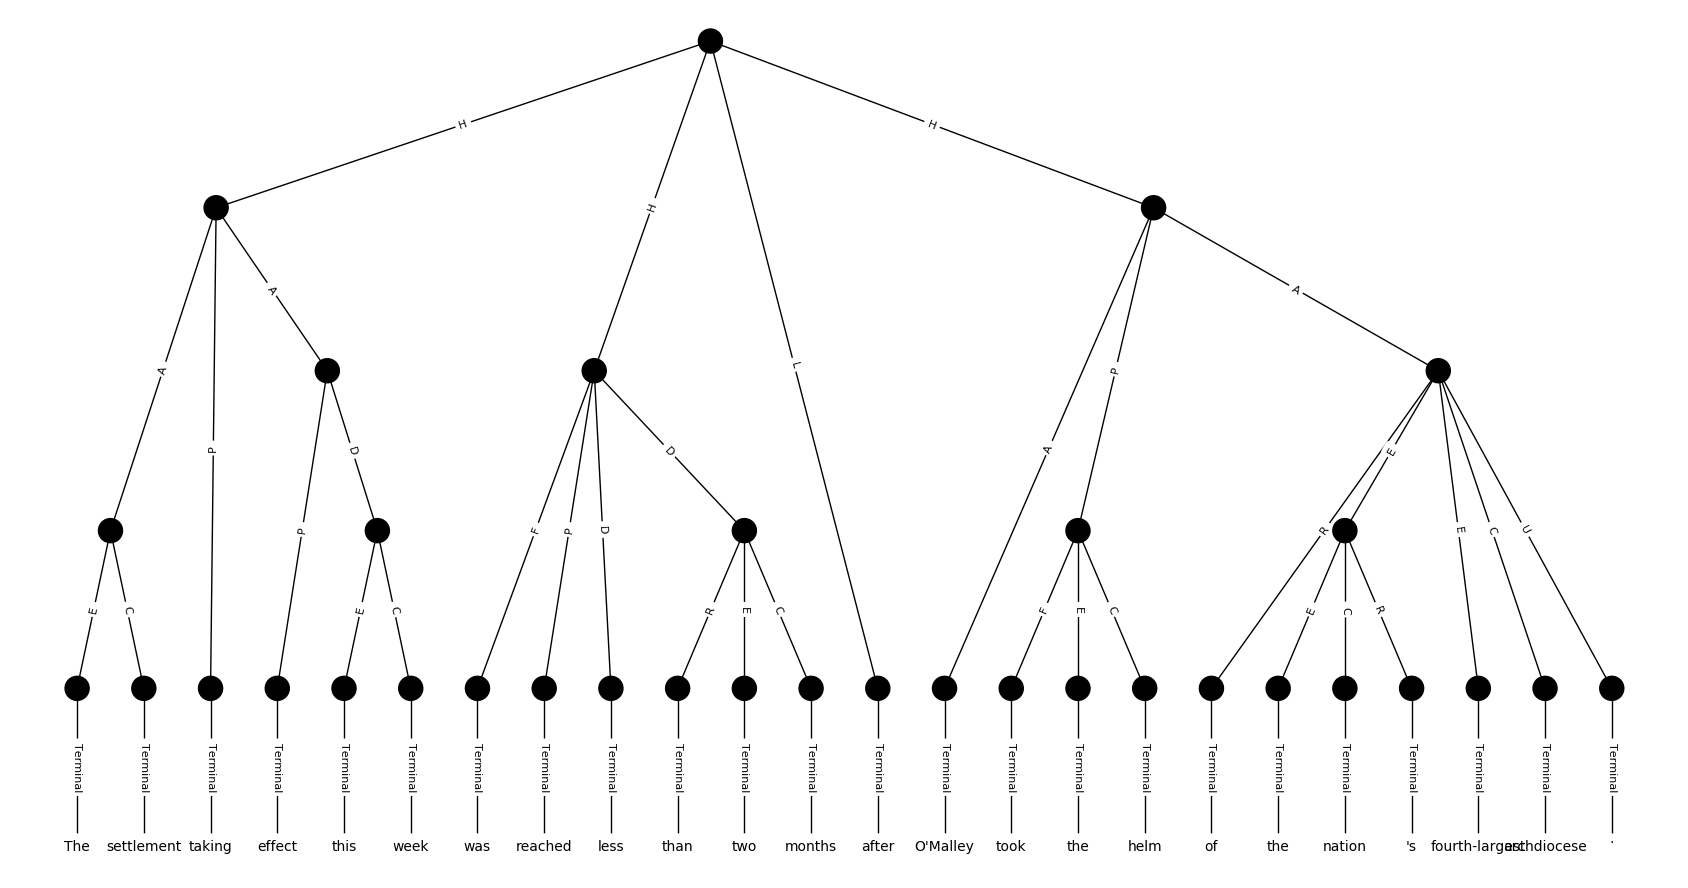 H H
H
A P A L A P A
D D E
P F P D R E C U
E C E C R E C F E C E C R
Terminal Terminal Terminal Terminal Terminal Terminal Terminal Terminal Terminal Terminal Terminal Terminal Terminal Terminal Terminal Terminal Terminal Terminal Terminal Terminal Terminal Terminal Terminal Terminal
The settlement taking effect this week was reached less than two months after O'Malley took the helm of the nation 's fourth-largest archdiocese .